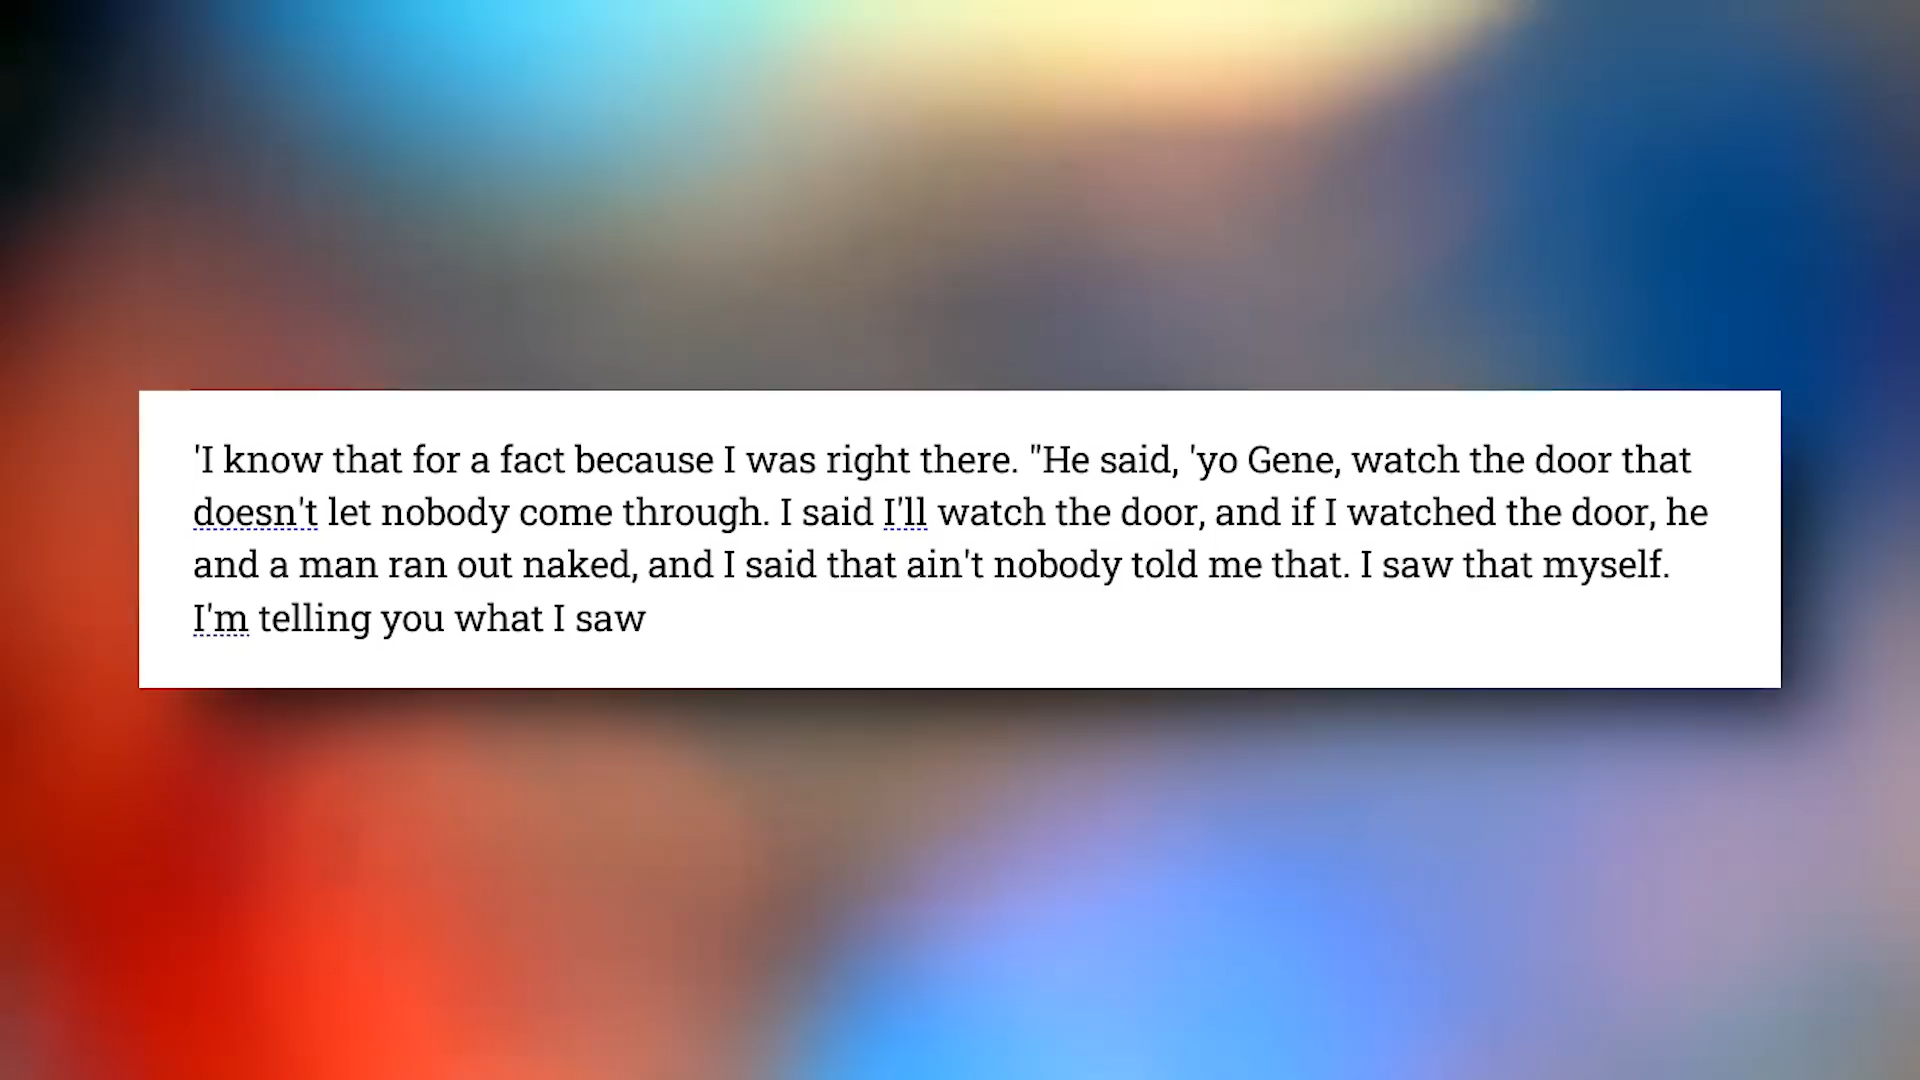 'I know that for a fact because I was right there. "He said, 'yo Gene, watch the door that
doesn't let nobody come through. I said I'll watch the door, and if I watched the door, he
and a man ran out naked, and I said that ain't nobody told me that. I saw that myself.
I'm telling you what I saw